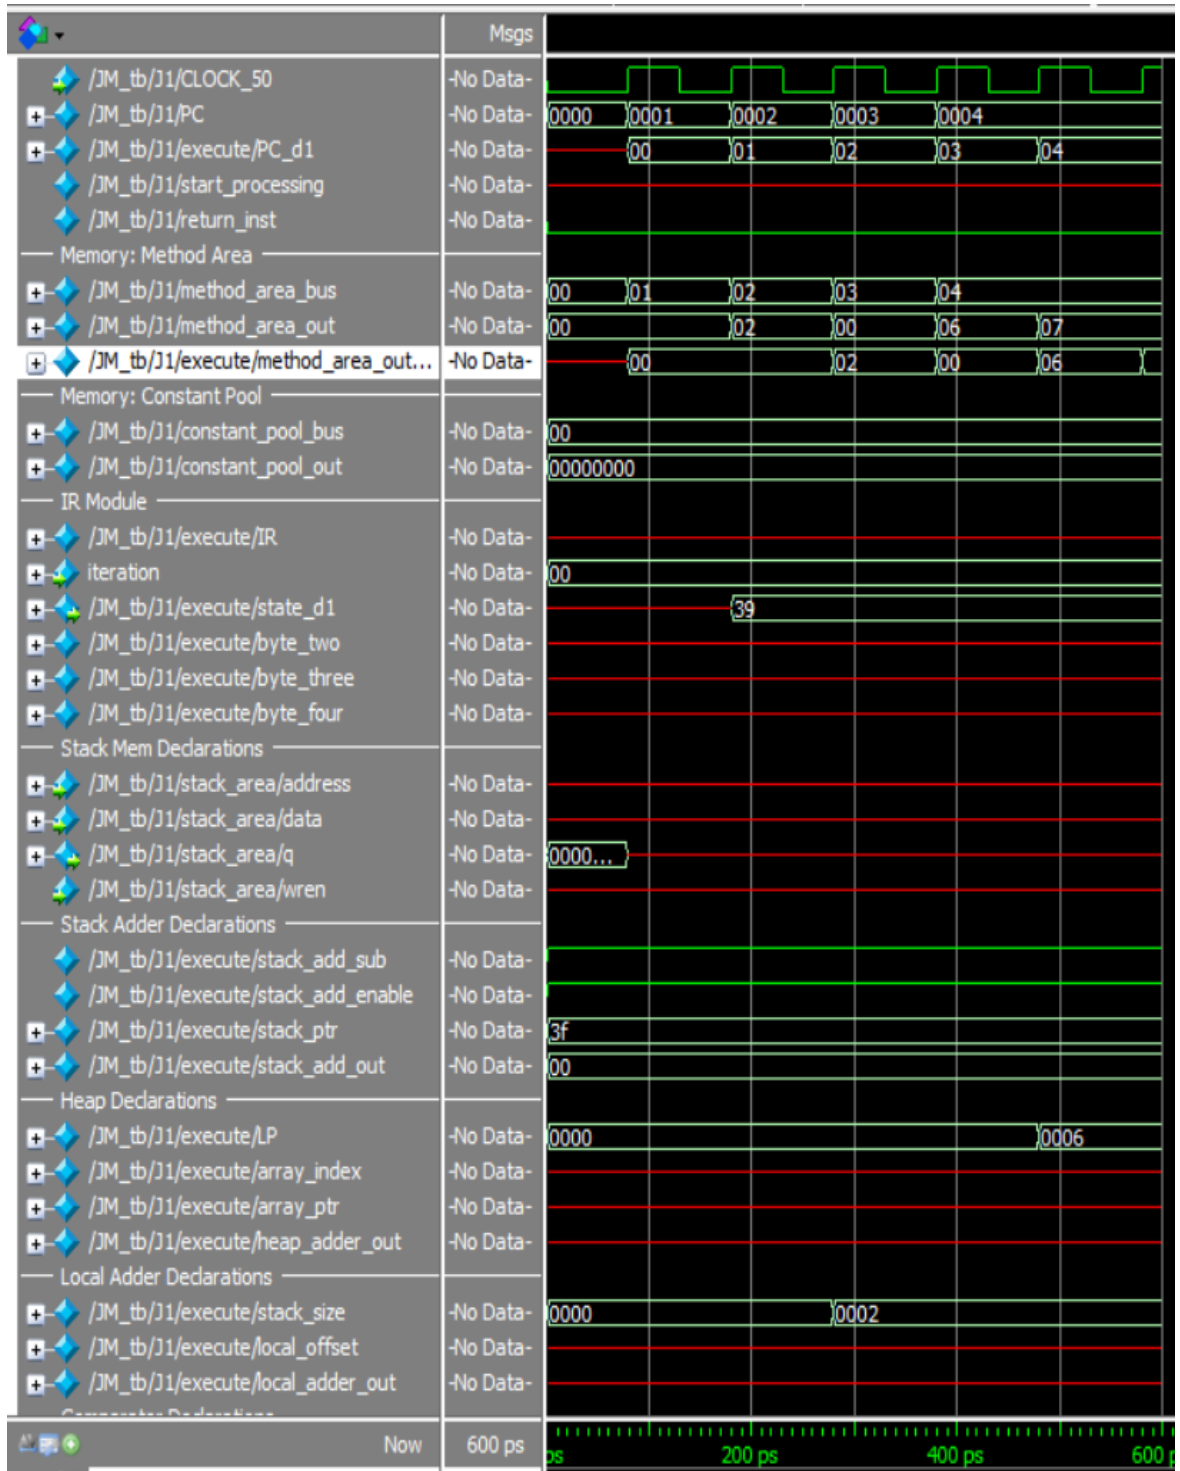 Msgs
/JM_tb/J1/CLOCK_50 -No Data-
/JM_tb/J1/PC -No Data- 0000 0001 0002 0003 0004
/JM_tb/J1/execute/PC_d1 -No Data- 00 01 02 03 04
/JM_tb/J1/start_processing -No Data-
/JM_tb/J1/return_inst -No Data-
Memory: Method Area
/JM_tb/J1/method_area_bus -No Data- 00 01 02 03 04
/JM_tb/J1/method_area_out -No Data- 00 02 00 06 07
/JM_tb/J1/execute/method_area_out... -No Data- 00 02 00 06
Memory: Constant Pool
/JM_tb/J1/constant_pool_bus -No Data- 00
/JM_tb/J1/constant_pool_out -No Data- 00000000
IR Module
/JM_tb/J1/execute/IR -No Data-
iteration -No Data- 00
/JM_tb/J1/execute/state_d1 -No Data- 39
/JM_tb/J1/execute/byte_two -No Data-
/JM_tb/J1/execute/byte_three -No Data-
/JM_tb/J1/execute/byte_four -No Data-
Stack Mem Declarations
/JM_tb/J1/stack_area/address -No Data-
/JM_tb/J1/stack_area/data -No Data-
/JM_tb/J1/stack_area/q -No Data- 0000...
/JM_tb/J1/stack_area/wren -No Data-
Stack Adder Declarations
/JM_tb/J1/execute/stack_add_sub -No Data-
/JM_tb/J1/execute/stack_add_enable -No Data-
/JM_tb/J1/execute/stack_ptr -No Data- 3f
/JM_tb/J1/execute/stack_add_out -No Data- 00
Heap Declarations
/JM_tb/J1/execute/LP -No Data- 0000 0006
/JM_tb/J1/execute/array_index -No Data-
/JM_tb/J1/execute/array_ptr -No Data-
/JM_tb/J1/execute/heap_adder_out -No Data-
Local Adder Declarations
/JM_tb/J1/execute/stack_size -No Data- 0000 0002
/JM_tb/J1/execute/local_offset -No Data-
/JM_tb/J1/execute/local_adder_out -No Data-
Now 600 ps ps 200 ps 400 ps 600